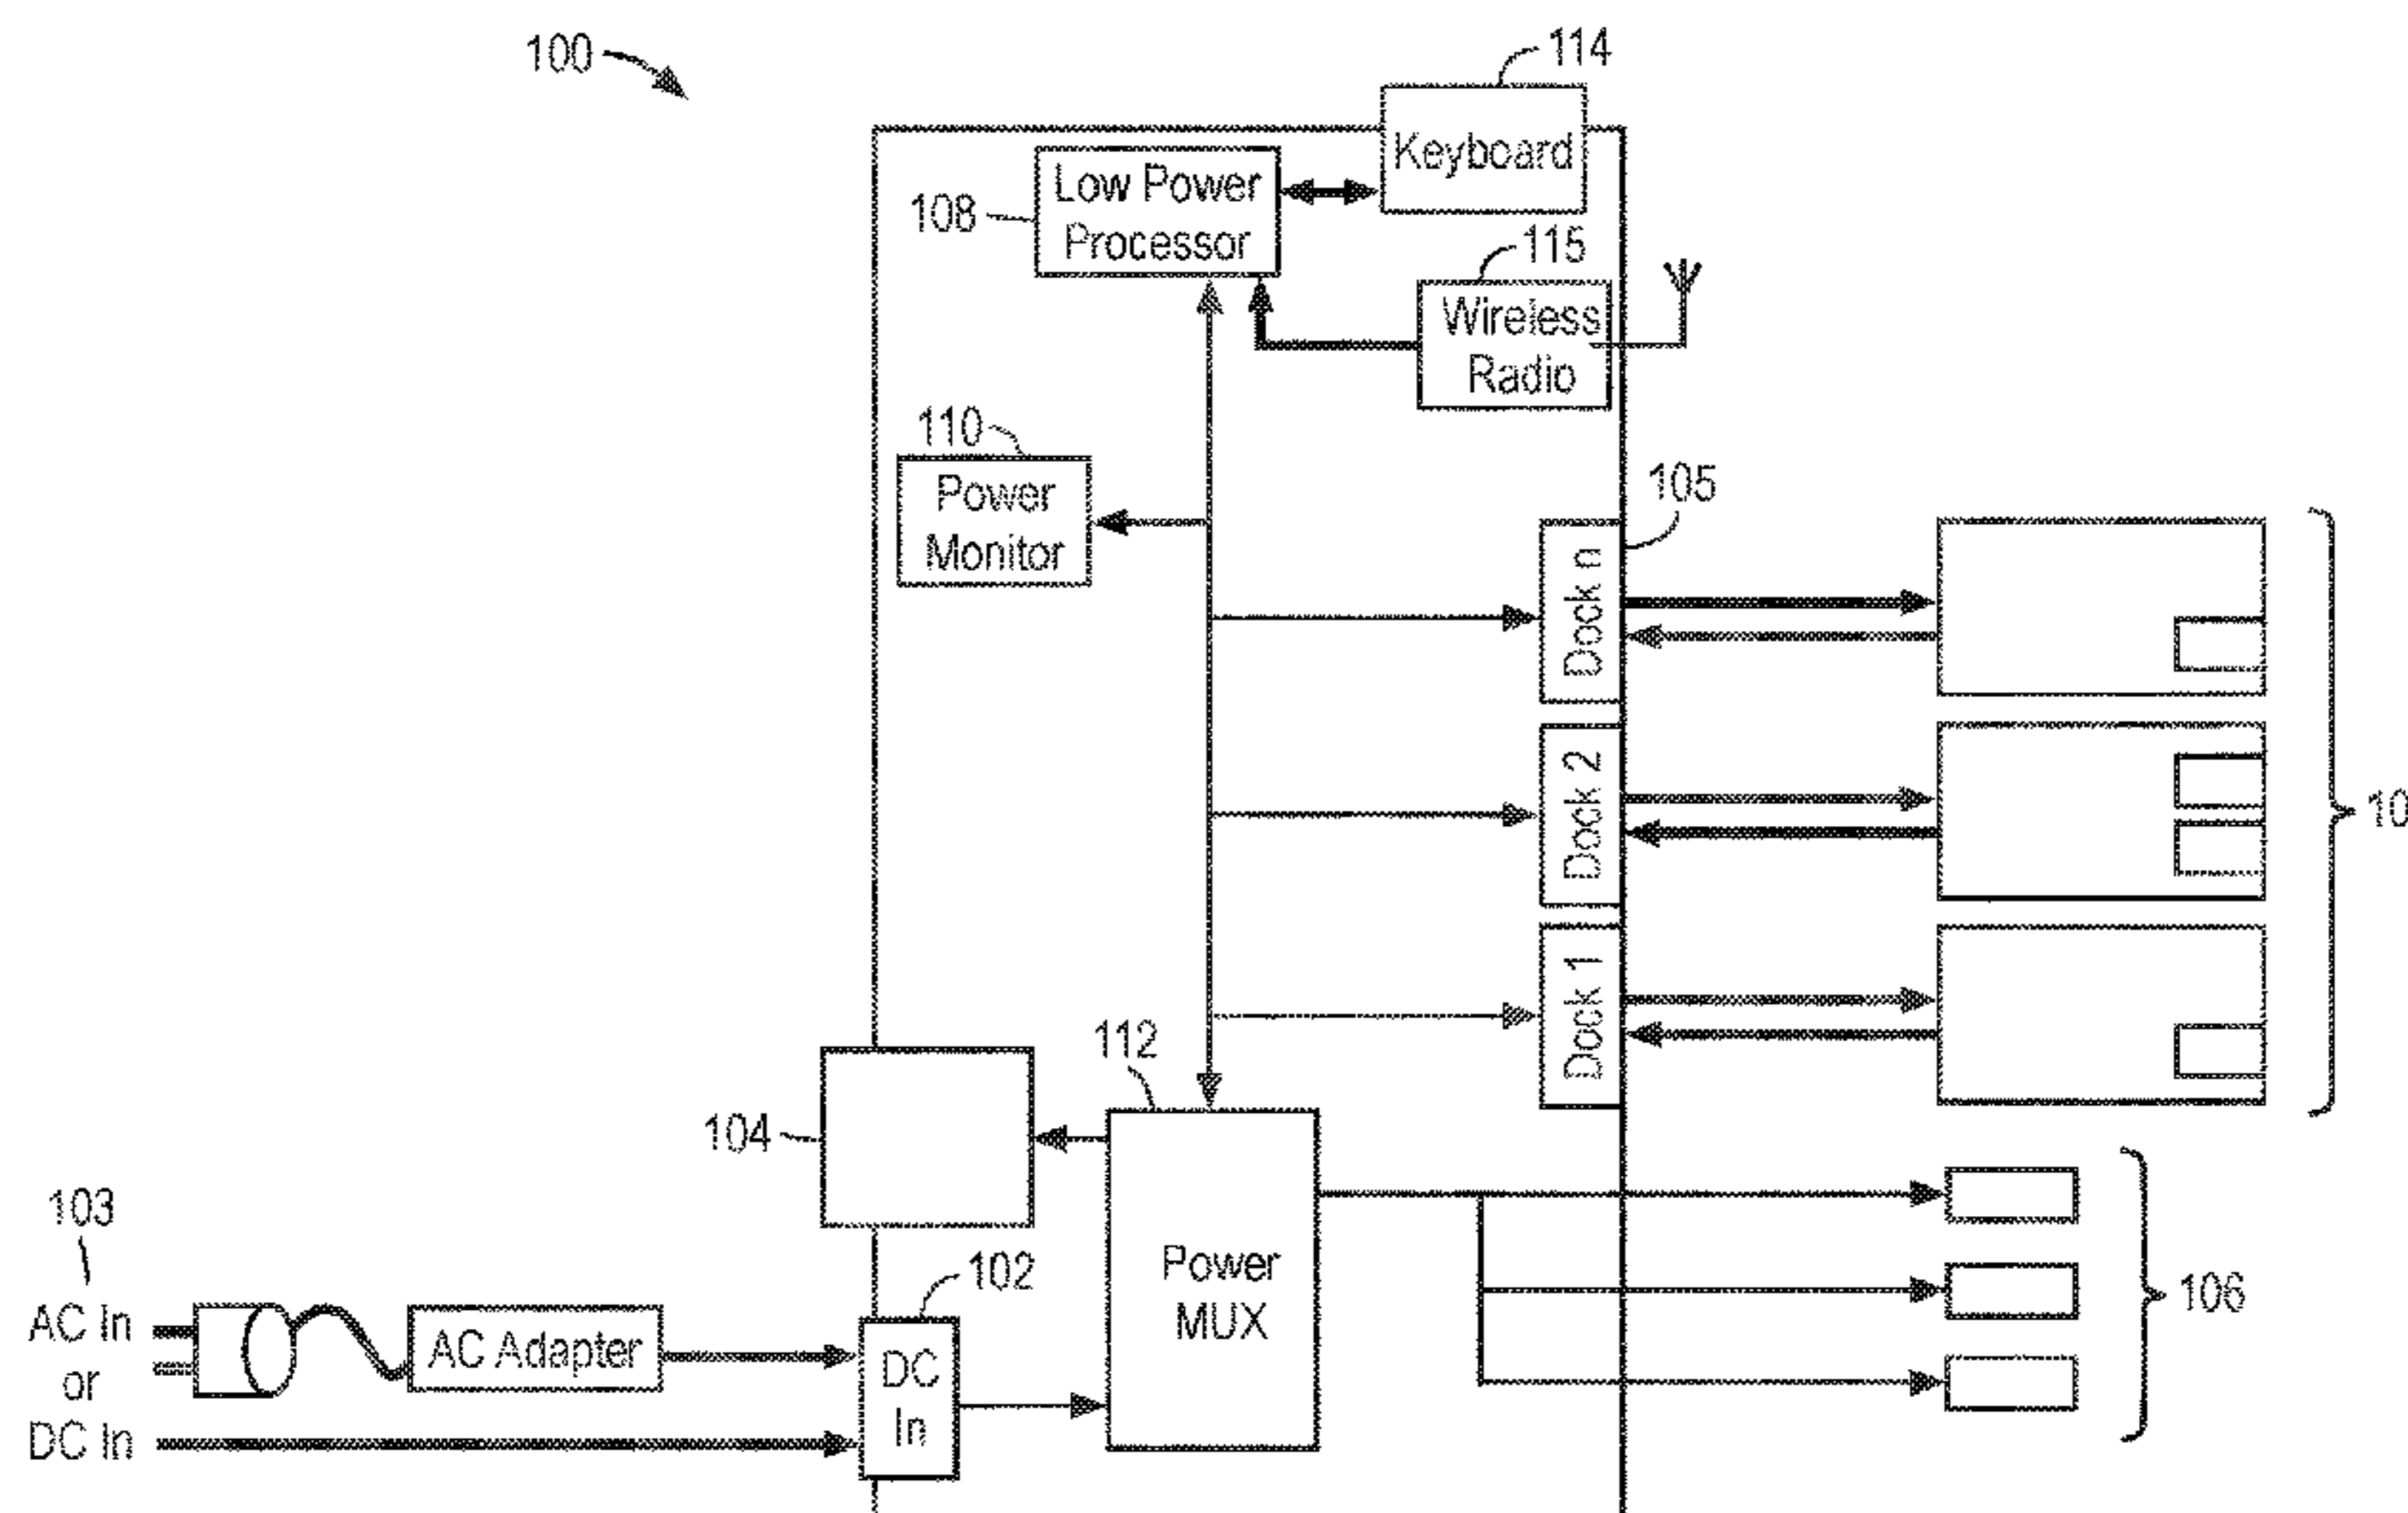 100
114
Keyboard
Low Power
Processor
108
115
Wireless
Radio
110
Power
Monitor
105
Dock n
Dock 2
Dock 1
10
112
104
103
102
AC In
or
DC In
AC Adapter
DC
In
Power
MUX
106